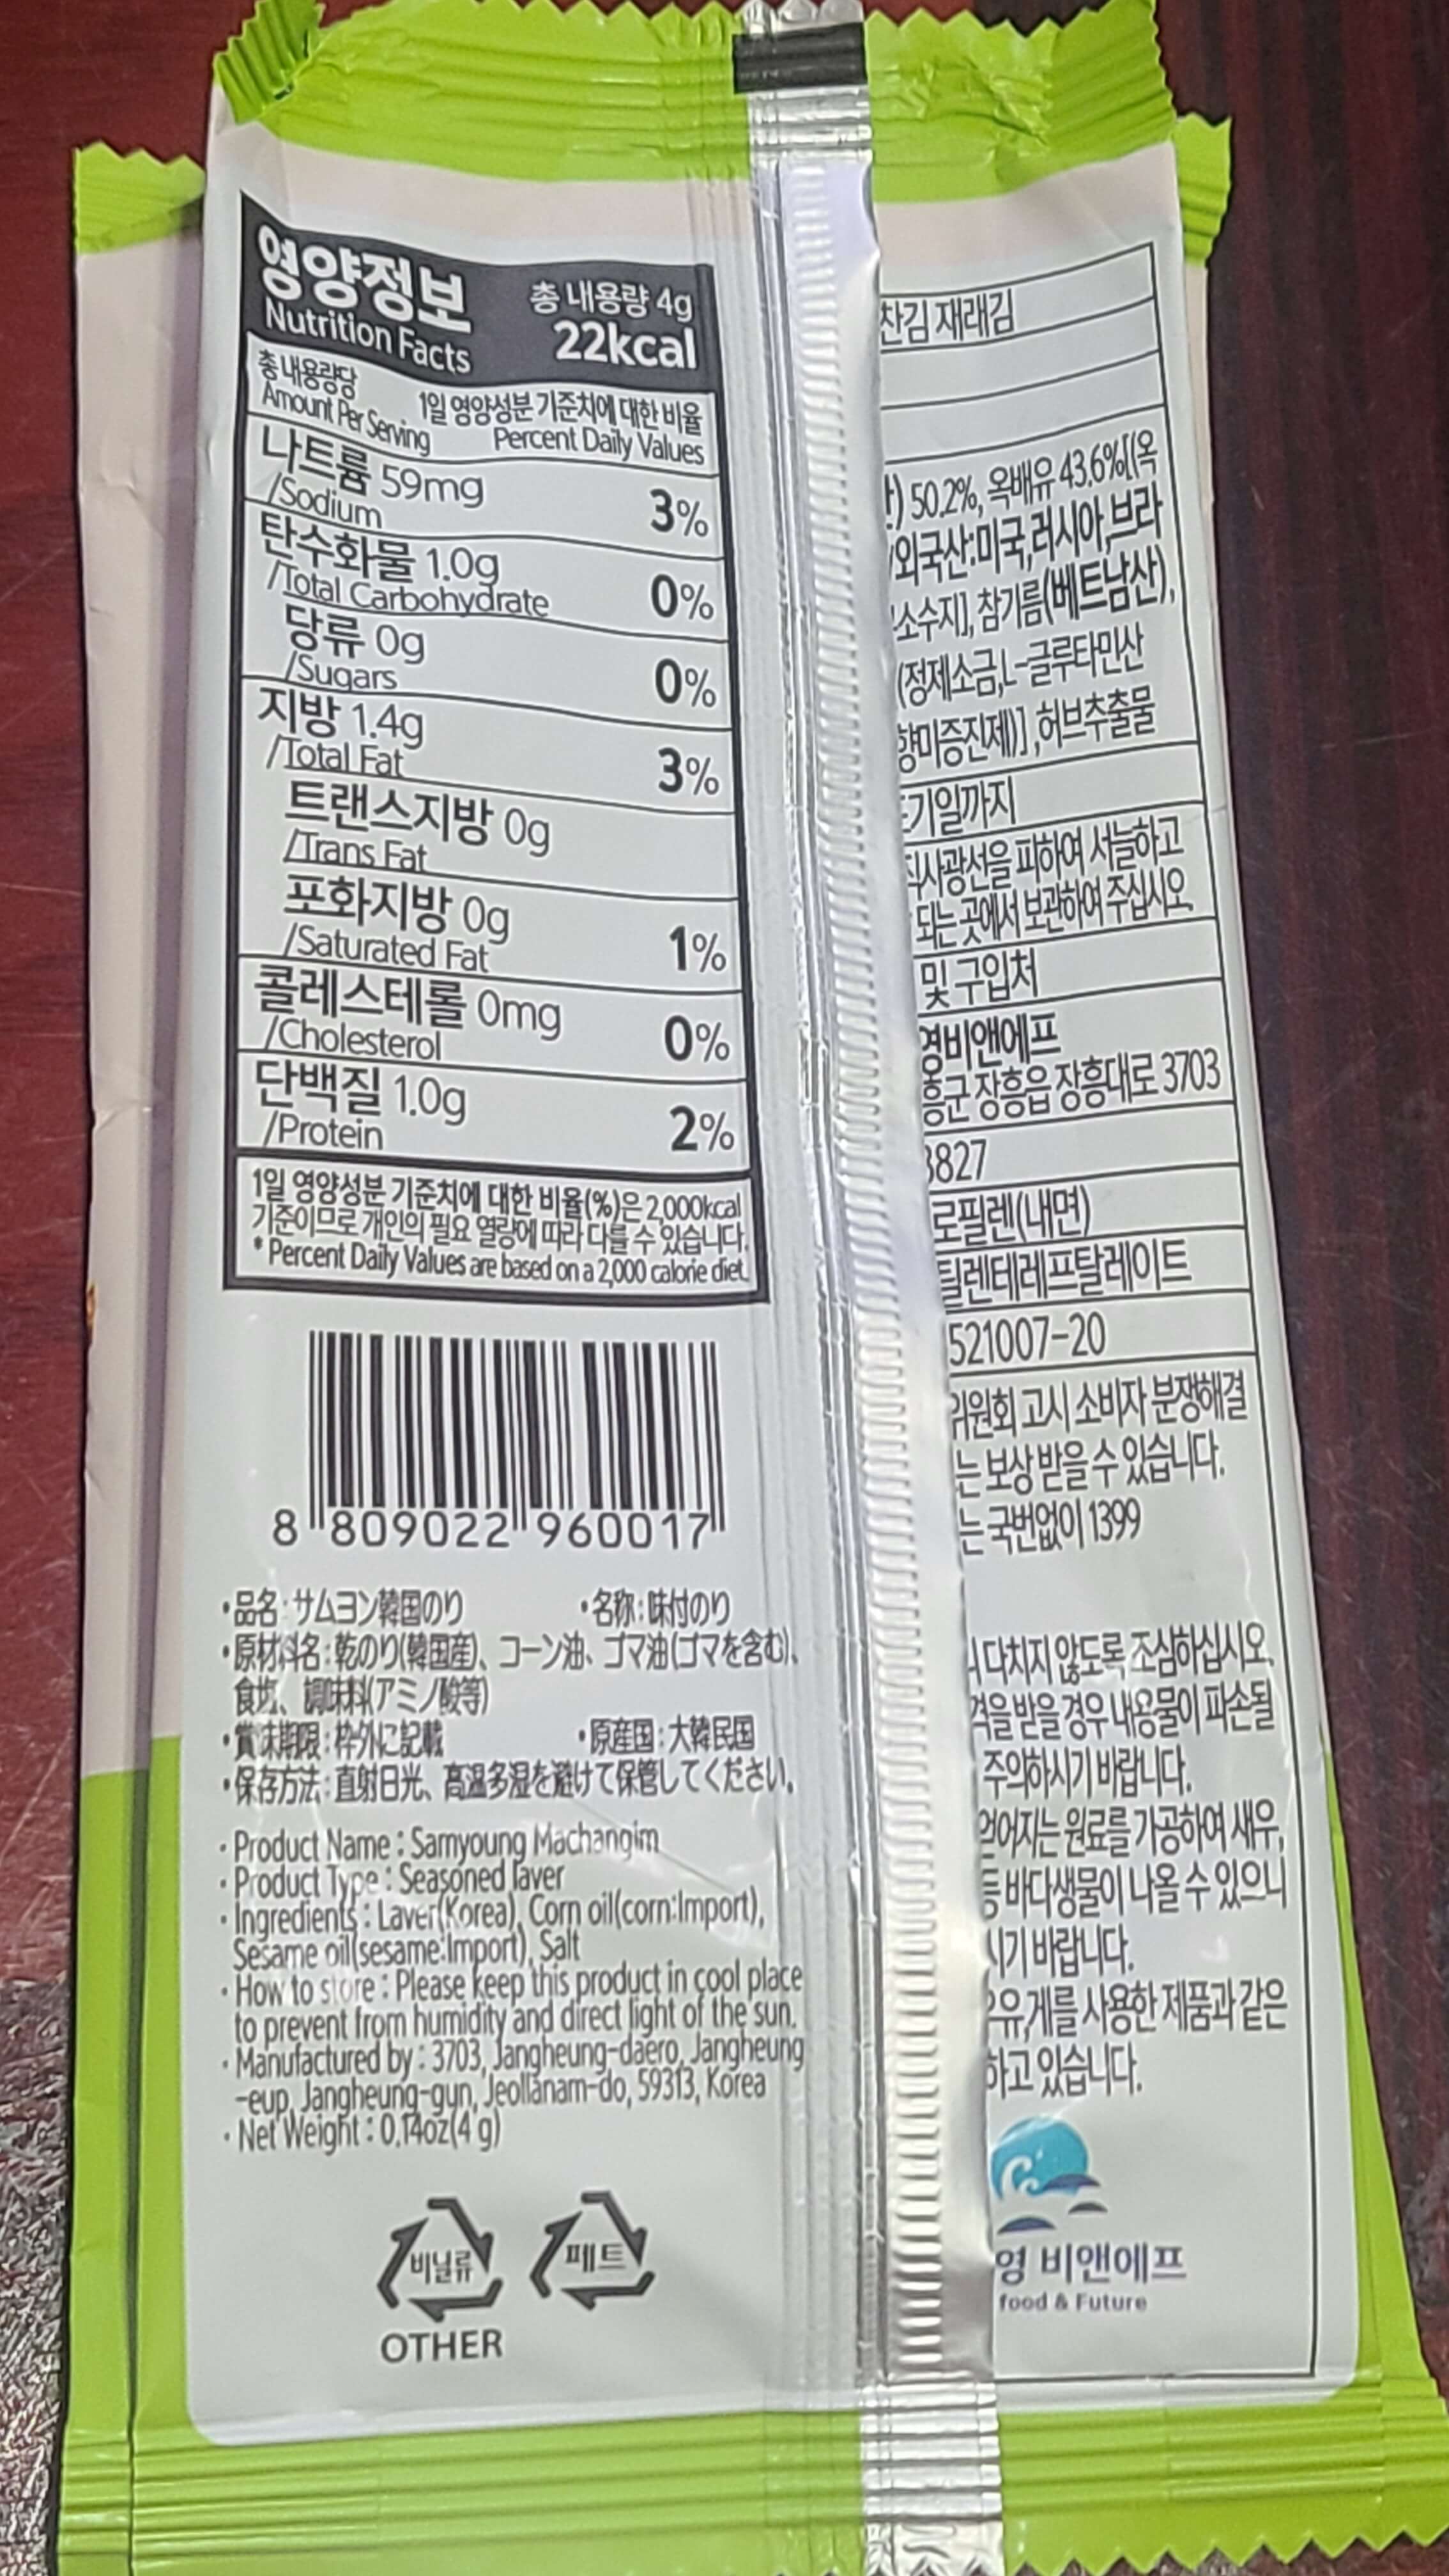 영양정보 총 내용량 4g
Nutrition Facts 22kcal
총 내용량당 1일 영양성분 기준치에 대한 비율
Amount Per Serving Percent Daily Values
나트륨 59mg 3%
/Sodium
탄수화물 1.0g 0%
/Total Carbohydrate
당류 0g 0%
/Sugars
지방 1.4g 3%
/Total Fat
트랜스지방 0g
/Trans Fat
포화지방 0g 1%
/Saturated Fat
콜레스테롤 0mg 0%
/Cholesterol
단백질 1.0g 2%
/Protein
1일 영양성분 기준치에 대한 비율(%)은 2,000kcal
기준이므로 개인의 필요 열량에 따라 다를 수 있습니다.
* Percent Daily Values are based on a 2,000 calorie diet.
8 809022 960017
•品名 : サムヨン韓国のり •名称 : 味付のり
•原材料名 : 乾のり(韓国産)、コーン油、ゴマ油(ゴマを含む)、
食塩、調味料(アミノ酸等)
•賞味期限 : 枠外に記載 •原産国 : 大韓民国
•保存方法 : 直射日光、高温多湿を避けて保管してください。
• Product Name : Samyoung Machangim
• Product Type : Seasoned laver
• Ingredients : Laver(Korea), Corn oil(corn:Import),
Sesame oil(sesame:Import), Salt
• How to store : Please keep this product in cool place
to prevent from humidity and direct light of the sun.
• Manufactured by : 3703, Jangheung-daero, Jangheung
-eup, Jangheung-gun, Jeollanam-do, 59313, Korea
• Net Weight : 0.14oz(4 g)
비닐류 페트
OTHER
찬김 재래김
) 50.2%, 옥배유 43.6%[(옥
외국산:미국,러시아,브라
소수지], 참기름(베트남산),
(정제소금,L-글루타민산
향미증진제)], 허브추출물
기일까지
직사광선을 피하여 서늘하고
되는 곳에서 보관하여 주십시오.
및 구입처
영비앤에프
흥군 장흥읍 장흥대로 3703
3827
로필렌(내면)
틸렌테레프탈레이트
521007-20
위원회 고시 소비자 분쟁해결
는 보상 받을 수 있습니다.
는 국번없이 1399
다치지 않도록 조심하십시오.
격을 받을 경우 내용물이 파손될
주의하시기 바랍니다.
얻어지는 원료를 가공하여 새우,
등 바다생물이 나올 수 있으니
시기 바랍니다.
우유,게를 사용한 제품과 같은
하고 있습니다.
영 비앤에프
food & Future